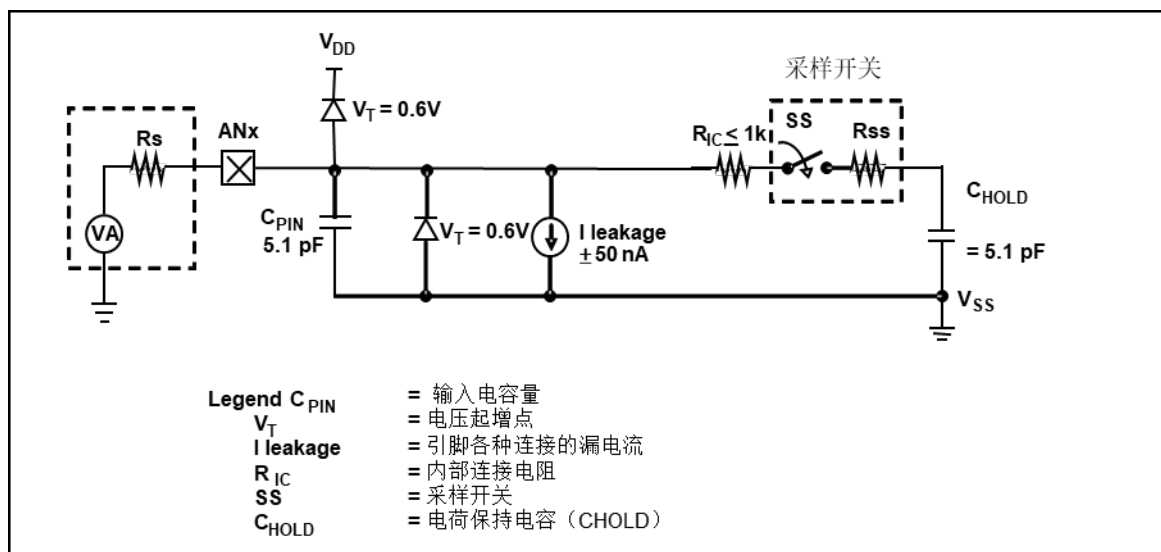 V_DD
采样开关
V_T = 0.6V
Rs
ANx
R_IC ≤ 1k
SS
Rss
C_HOLD
= 5.1 pF
C_PIN
5.1 pF
V_T = 0.6V
I leakage
± 50 nA
VA
V_SS
Legend C_PIN = 输入电容量
V_T = 电压起增点
I leakage = 引脚各种连接的漏电流
R_IC = 内部连接电阻
SS = 采样开关
C_HOLD = 电荷保持电容（CHOLD）